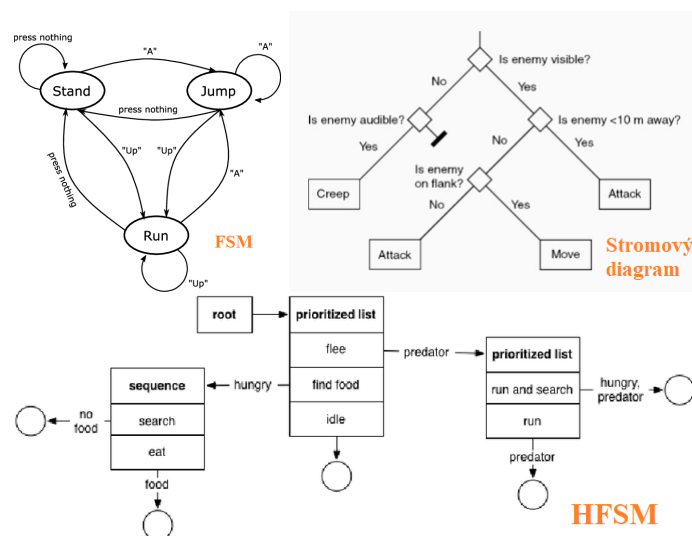 press nothing
"A"
"A"
Stand
Jump
press nothing
"Up"
"Up"
press nothing
"A"
Run
FSM
"Up"
Is enemy visible?
No
Yes
Is enemy audible?
Is enemy <10 m away?
Yes
No
Yes
Is enemy
on flank?
Creep
Attack
No
Yes
Attack
Move
Stromový
diagram
root
prioritized list
flee
predator
prioritized list
sequence
hungry
find food
run and search
hungry,
predator
no
food
search
idle
run
eat
predator
food
HFSM